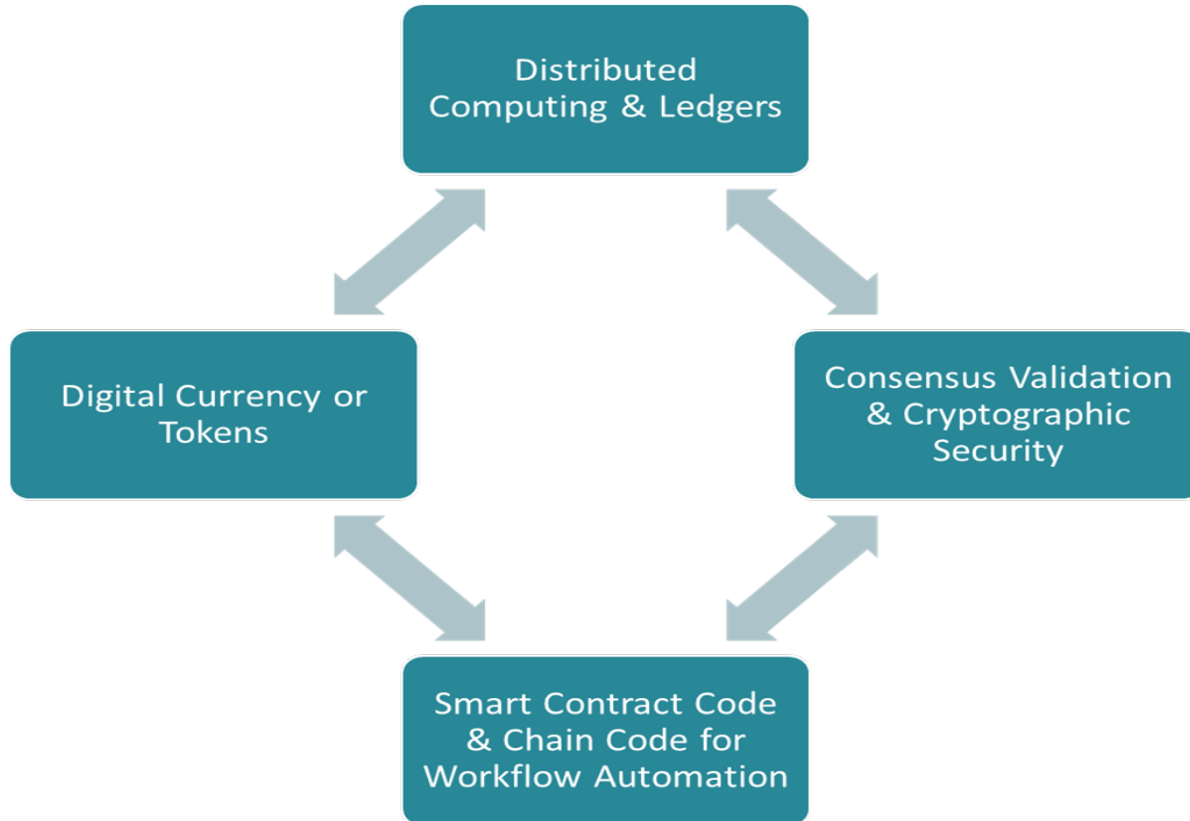 Distributed
Computing & Ledgers
Digital Currency or
Tokens
Consensus Validation
& Cryptographic
Security
Smart Contract Code
& Chain Code for
Workflow Automation